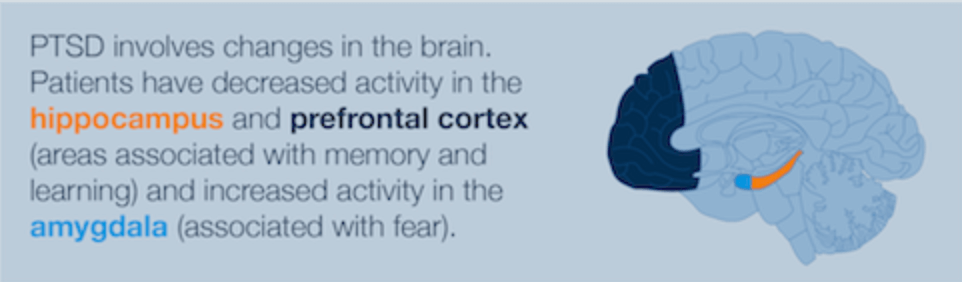 PTSD involves changes in the brain.
Patients have decreased activity in the
hippocampus and prefrontal cortex
(areas associated with memory and
learning) and increased activity in the
amygdala (associated with fear).